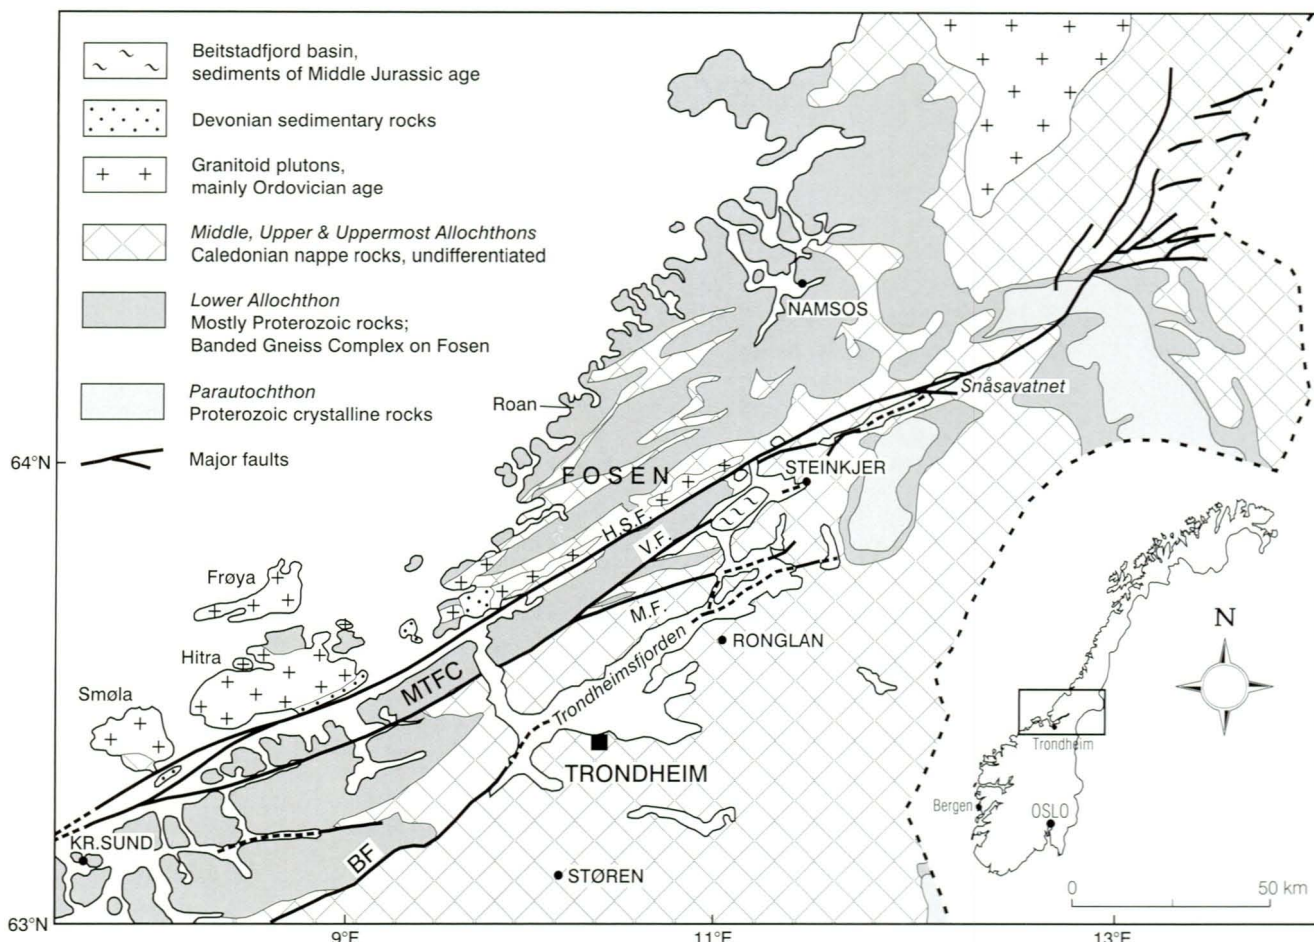 Beitstadfjord basin,
sediments of Middle Jurassic age
Devonian sedimentary rocks
Granitoid plutons,
mainly Ordovician age
Middle, Upper & Uppermost Allochthons
Caledonian nappe rocks, undifferentiated
Lower Allochthon
Mostly Proterozoic rocks;
Banded Gneiss Complex on Fosen
Parautochthon
Proterozoic crystalline rocks
Major faults
NAMSOS
Snåsavatnet
Roan
64°N
STEINKJER
FOSEN
H.S.F.
V.F.
Frøya
M.F.
RONGLAN
Hitra
MTFC
Trondheimsfjorden
Smøla
TRONDHEIM
KR.SUND
BF
STØREN
N
Trondheim
Bergen
OSLO
0 50 km
63°N
9°E 11°E 13°E